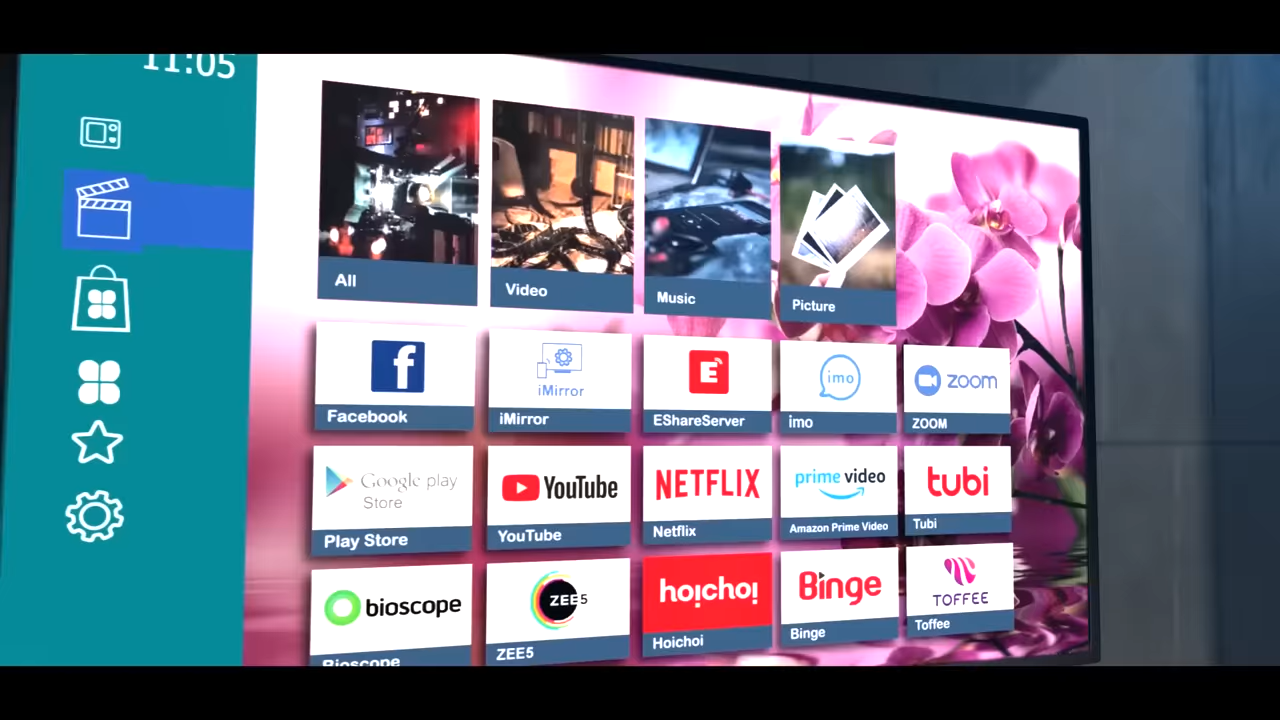 11:05
All
Video
Music
Picture
Facebook
iMirror
iMirror
E
EShareServer
imo
imo
zoom
ZOOM
Google play
Store
Play Store
YouTube
YouTube
NETFLIX
Netflix
prime video
Amazon Prime Video
tubi
Tubi
bioscope
Bioscope
ZEE5
ZEE5
hoichoi
Hoichoi
Binge
Binge
TOFFEE
Toffee